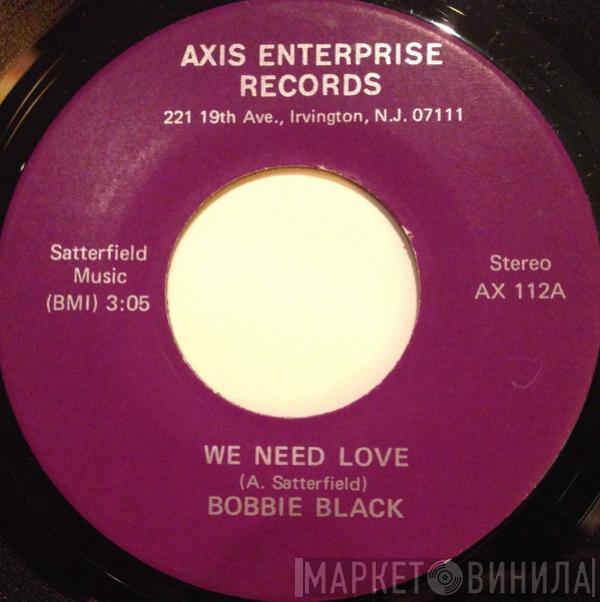 AXIS ENTERPRISE
RECORDS
221 19th Ave., Irvington, N.J. 07111
Satterfield
Music
(BMI) 3:05
Stereo
AX 112A
WE NEED LOVE
(A. Satterfield)
BOBBIE BLACK
МАРКЕТ ВИНИЛА